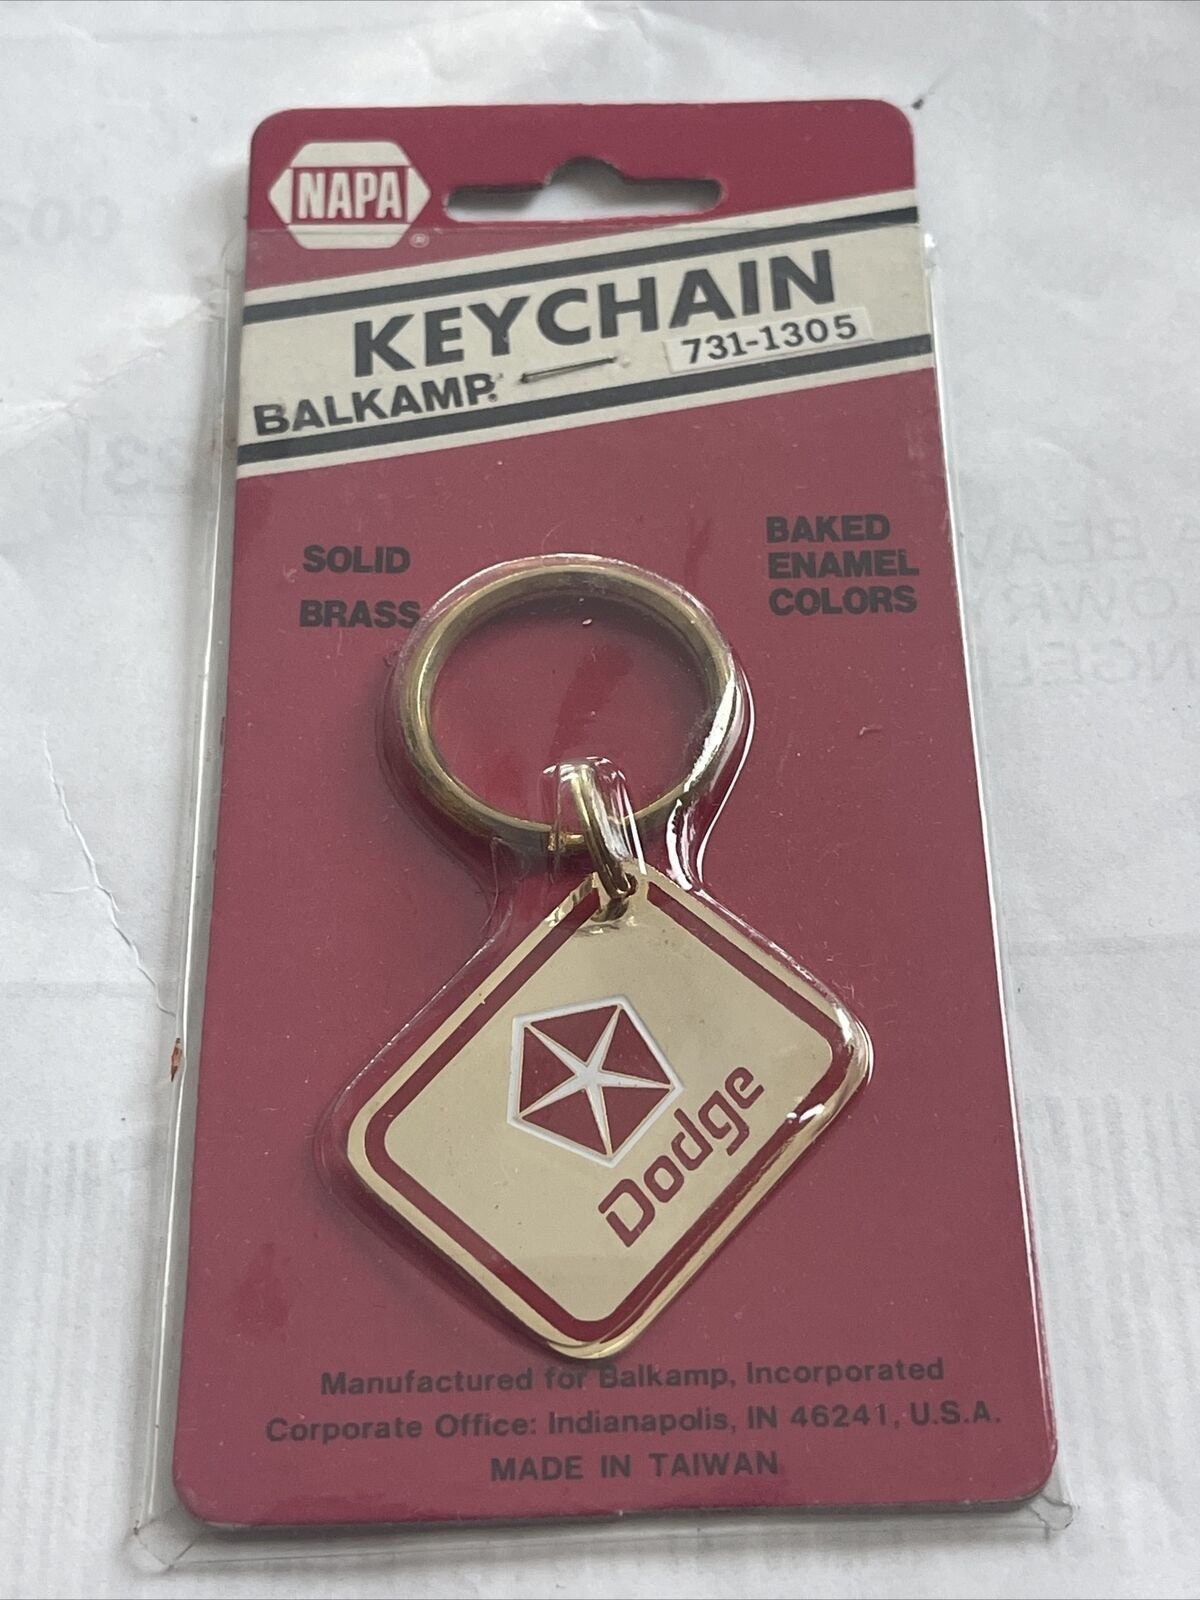 NAPA
®
KEYCHAIN
731-1305
BALKAMP®
SOLID
BRASS
BAKED
ENAMEL
COLORS
Dodge
Manufactured for Balkamp, Incorporated
Corporate Office: Indianapolis, IN 46241, U.S.A.
MADE IN TAIWAN